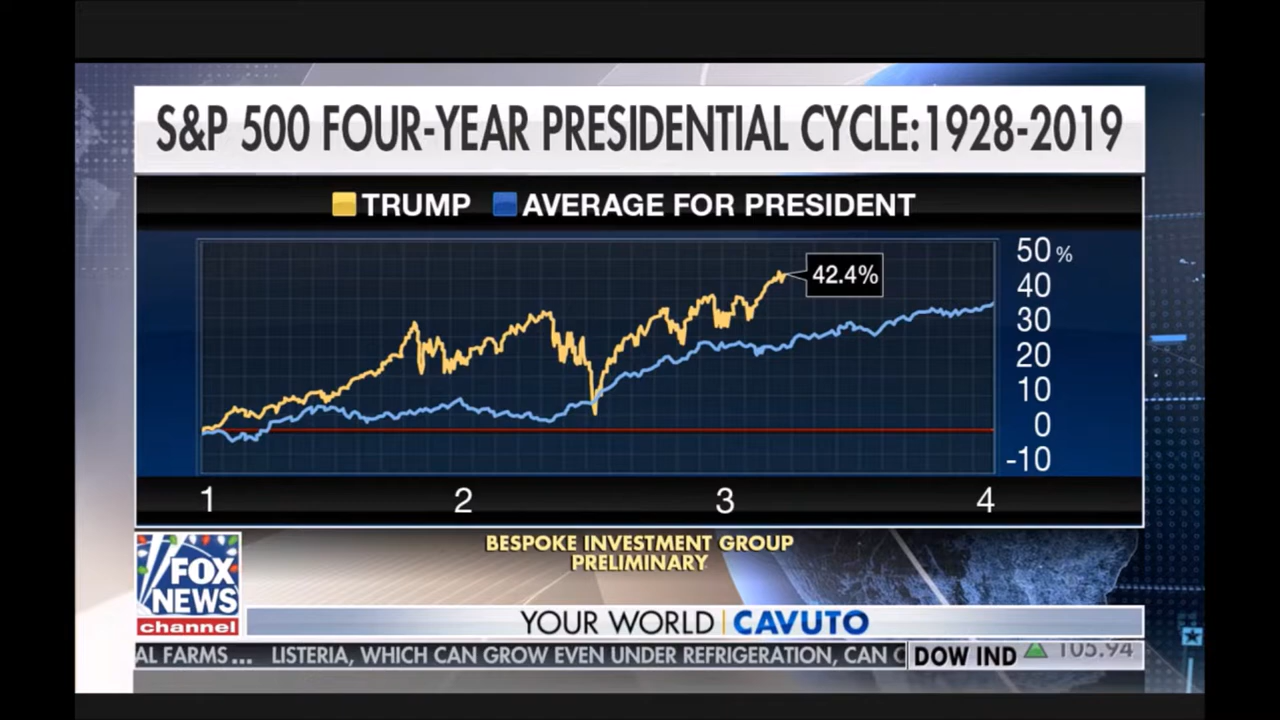 S&P 500 FOUR-YEAR PRESIDENTIAL CYCLE:1928-2019
TRUMP AVERAGE FOR PRESIDENT
50 %
42.4%
40
30
20
10
0
-10
1 2 3 4
BESPOKE INVESTMENT GROUP
PRELIMINARY
FOX
NEWS
channel
YOUR WORLD | CAVUTO
AL FARMS... LISTERIA, WHICH CAN GROW EVEN UNDER REFRIGERATION, CAN
DOW IND 105.94